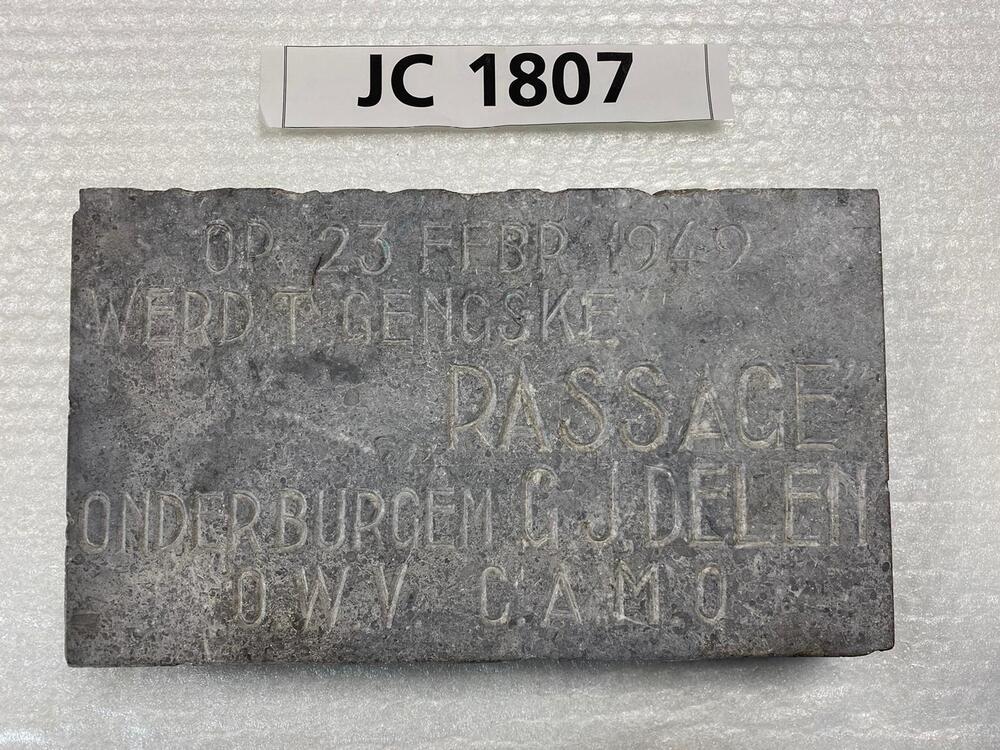 JC 1807
OP 23 FEBR. 1949
WERD 'T GENGSKE"
"PASSAGE"
ONDER BURGEM G.J. DELEN
O W V C.A.M.O